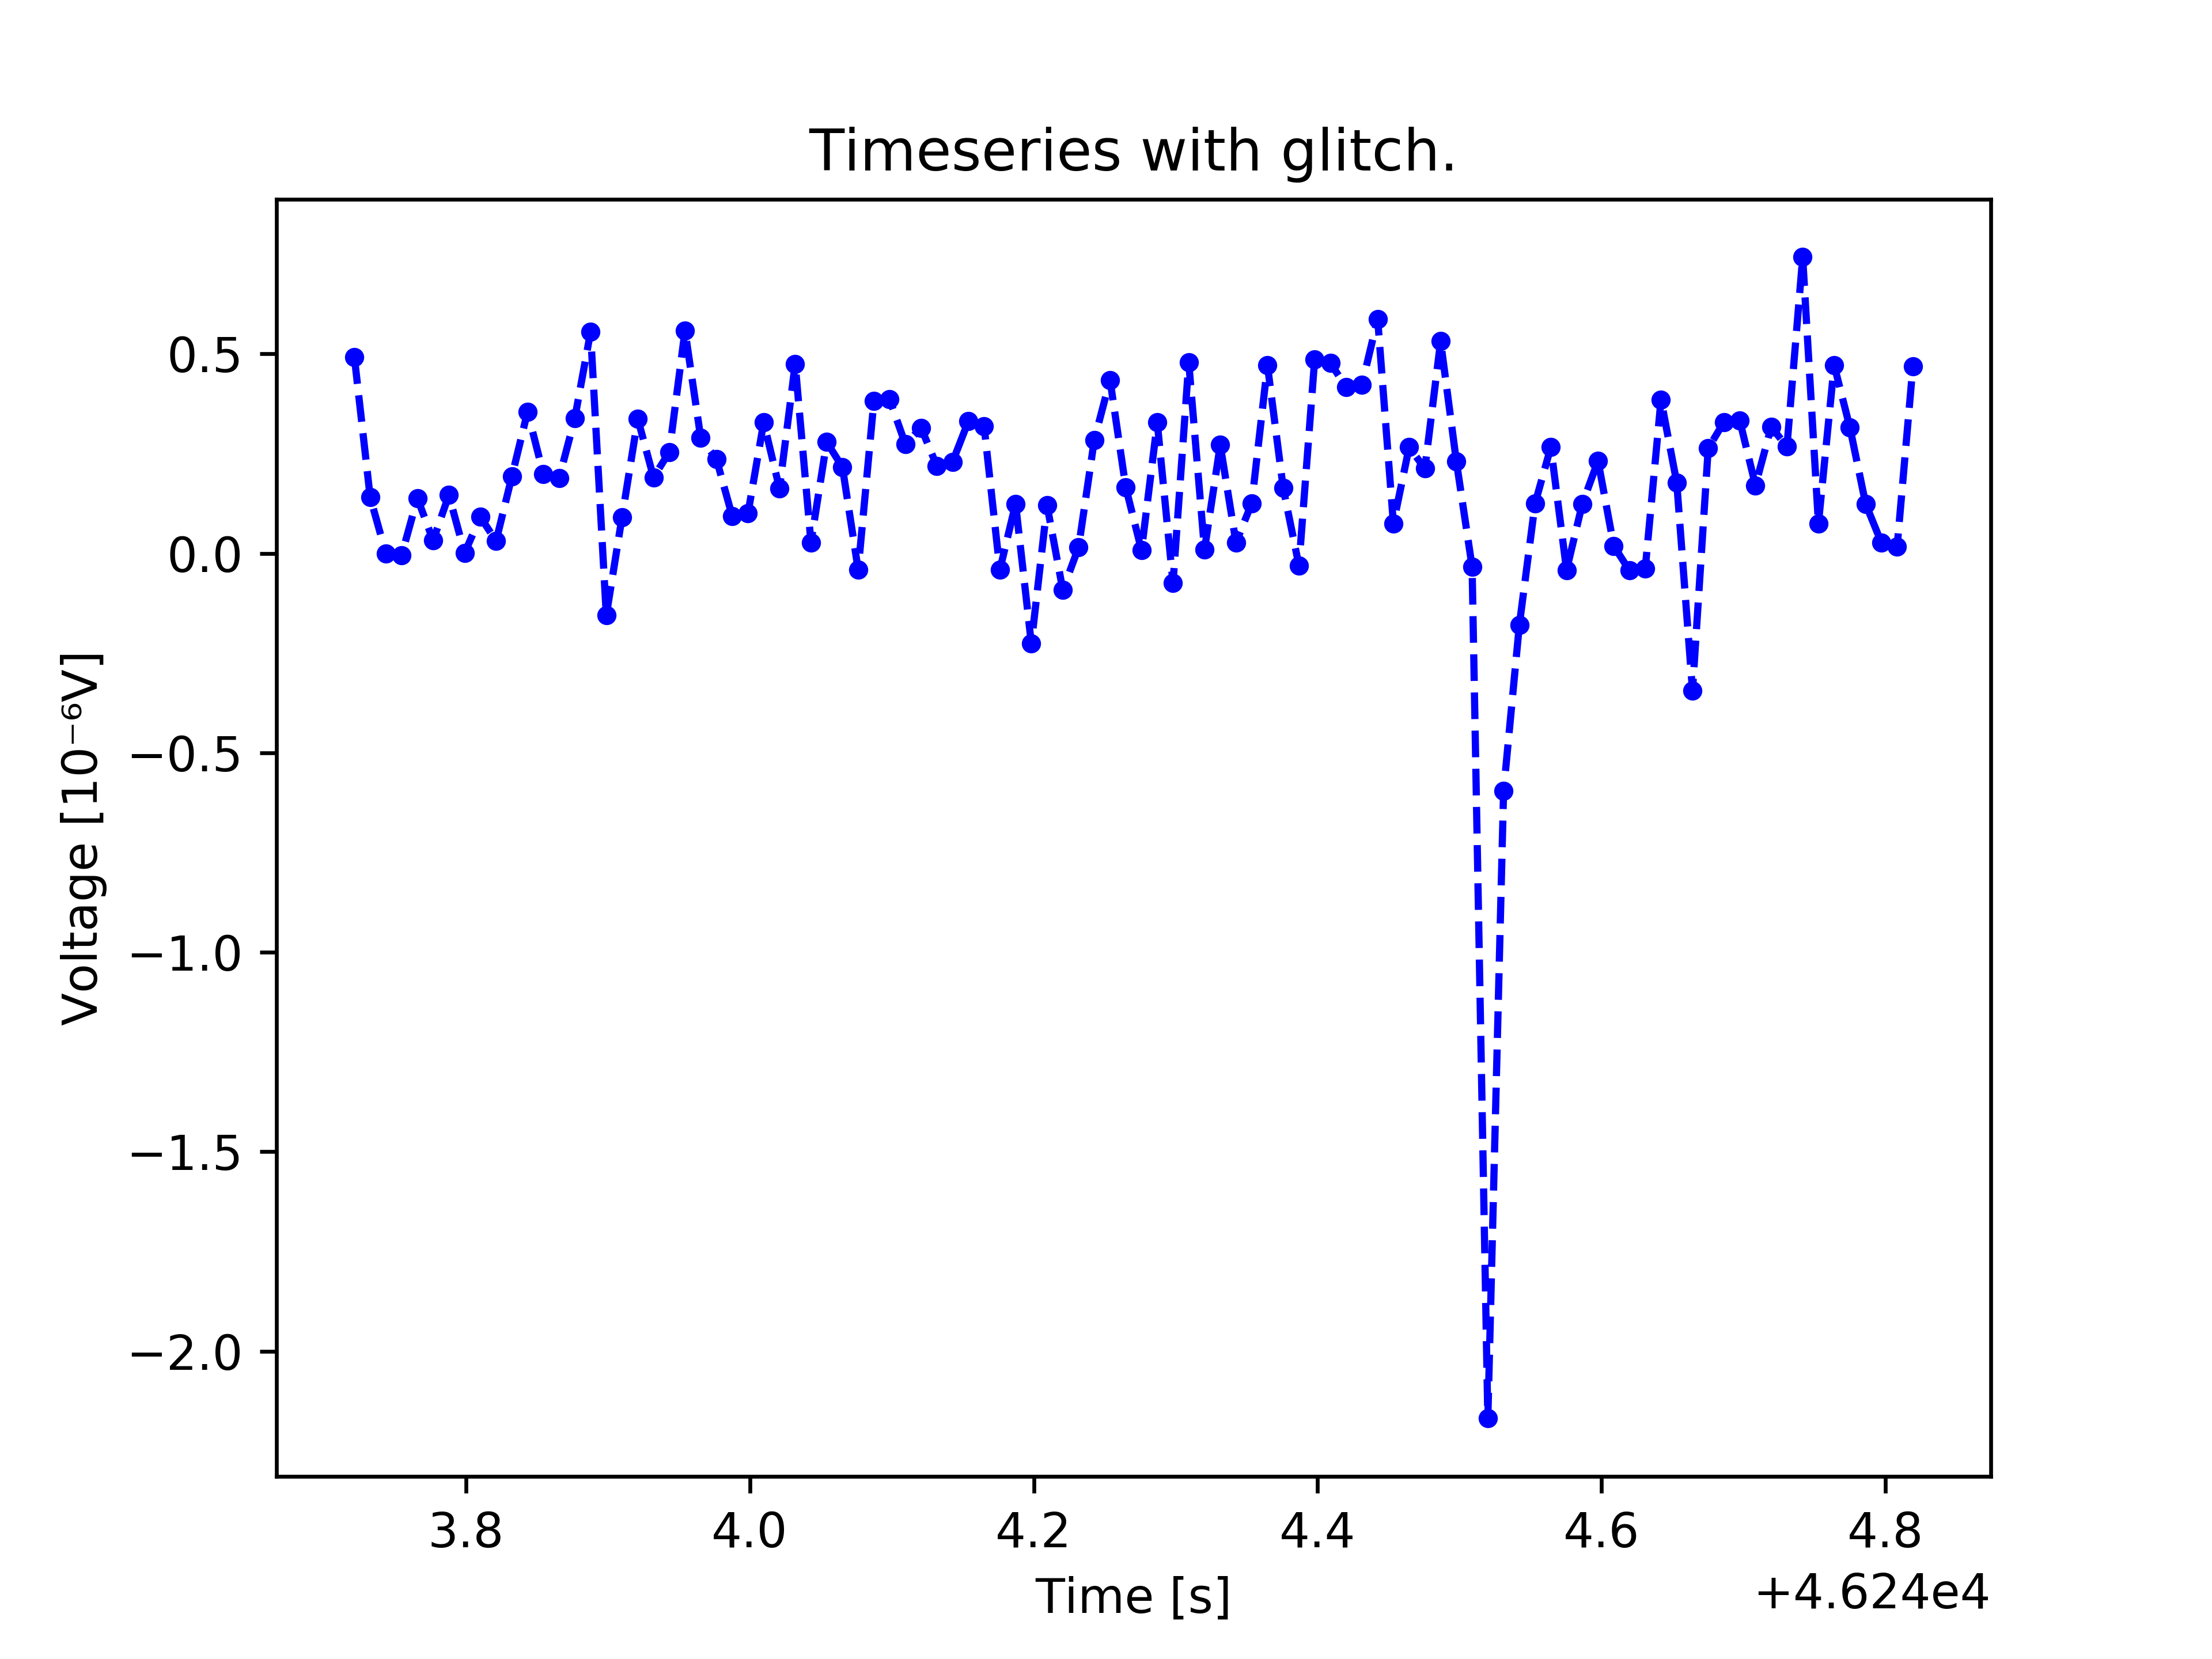 Timeseries with glitch.
Voltage [10⁻⁶V]
0.5
0.0
−0.5
−1.0
−1.5
−2.0
3.8 4.0 4.2 4.4 4.6 4.8
Time [s]
+4.624e4